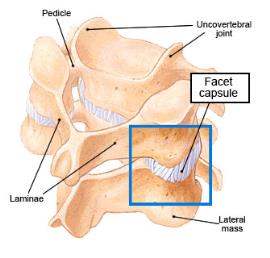 Pedicle
Uncovertebral
joint
Facet
capsule
Laminae
Lateral
mass